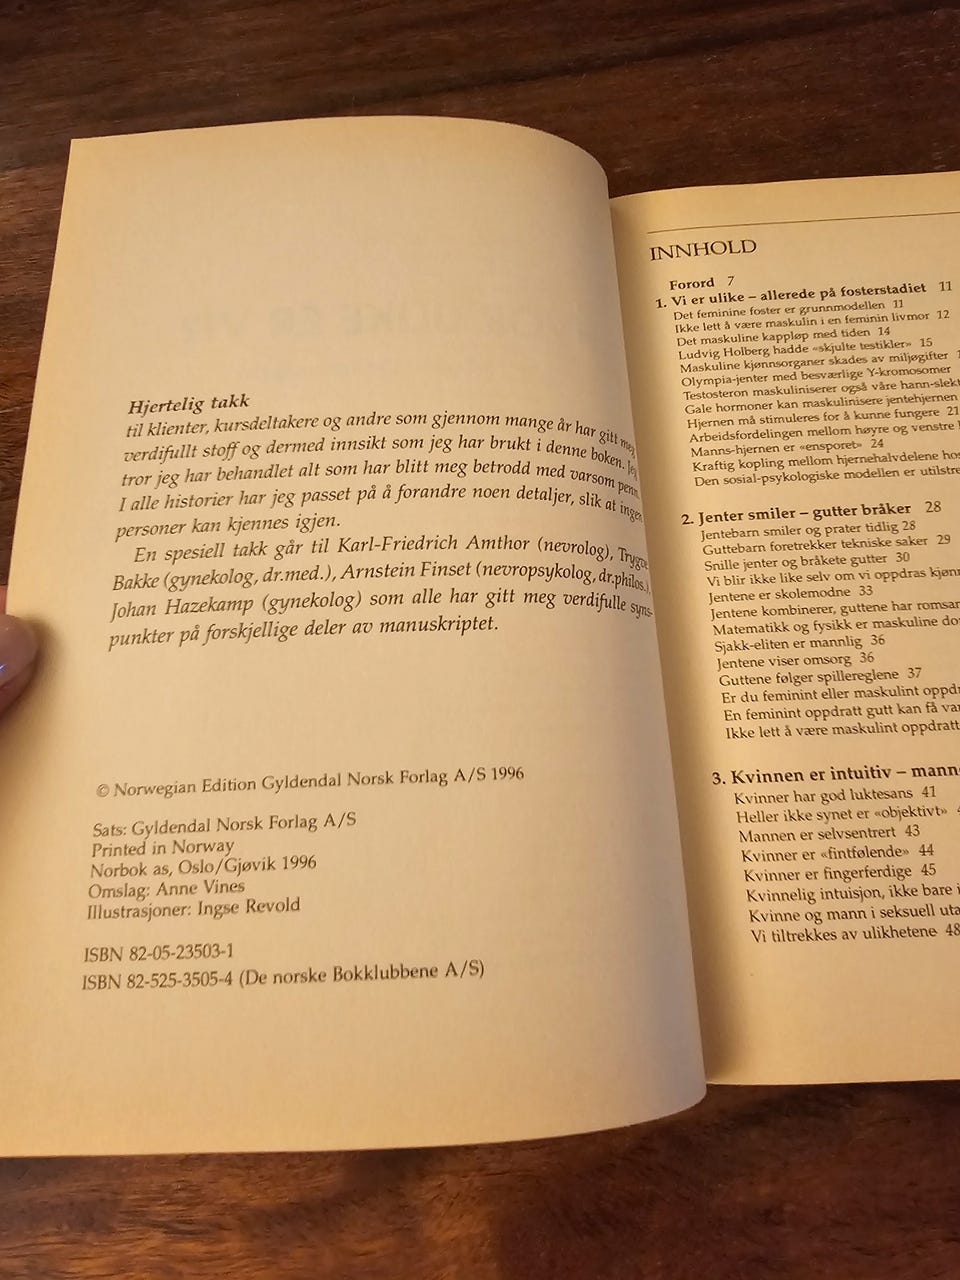 Hjertelig takk
til klienter, kursdeltakere og andre som gjennom mange år har gitt meg
verdifullt stoff og dermed innsikt som jeg har brukt i denne boken. Jeg
tror jeg har behandlet alt som har blitt meg betrodd med varsom penn.
I alle historier har jeg passet på å forandre noen detaljer, slik at ingen
personer kan kjennes igjen.
En spesiell takk går til Karl-Friedrich Amthor (nevrolog), Trygve
Bakke (gynekolog, dr.med.), Arnstein Finset (nevropsykolog, dr.philos.),
Johan Hazekamp (gynekolog) som alle har gitt meg verdifulle syns-
punkter på forskjellige deler av manuskriptet.
© Norwegian Edition Gyldendal Norsk Forlag A/S 1996
Sats: Gyldendal Norsk Forlag A/S
Printed in Norway
Norbok as, Oslo/Gjøvik 1996
Omslag: Anne Vines
Illustrasjoner: Ingse Revold
ISBN 82-05-23503-1
ISBN 82-525-3505-4 (De norske Bokklubbene A/S)
INNHOLD
Forord 7
1. Vi er ulike – allerede på fosterstadiet 11
Det feminine foster er grunnmodellen 11
Ikke lett å være maskulin i en feminin livmor 12
Det maskuline kappløp med tiden 14
Ludvig Holberg hadde «skjulte testikler» 15
Maskuline kjønnsorganer skades av miljøgifter
Olympia-jenter med besværlige Y-kromosomer
Testosteron maskuliniserer også våre hann-slekt
Gale hormoner kan maskulinisere jentehjernen
Hjernen må stimuleres for å kunne fungere 21
Arbeidsfordelingen mellom høyre og venstre
Manns-hjernen er «ensporet» 24
Kraftig kopling mellom hjernehalvdelene hos
Den sosial-psykologiske modellen er utilstre
2. Jenter smiler – gutter bråker 28
Jentebarn smiler og prater tidlig 28
Guttebarn foretrekker tekniske saker 29
Snille jenter og bråkete gutter 30
Vi blir ikke like selv om vi oppdras kjønn
Jentene er skolemodne 33
Jentene kombinerer, guttene har romsan
Matematikk og fysikk er maskuline do
Sjakk-eliten er mannlig 36
Jentene viser omsorg 36
Guttene følger spillereglene 37
Er du feminint eller maskulint oppd
En feminint oppdratt gutt kan få va
Ikke lett å være maskulint oppdratt
3. Kvinnen er intuitiv – mann
Kvinner har god luktesans 41
Heller ikke synet er «objektivt»
Mannen er selvsentrert 43
Kvinner er «fintfølende» 44
Kvinner er fingerferdige 45
Kvinnelig intuisjon, ikke bare i
Kvinne og mann i seksuell uta
Vi tiltrekkes av ulikhetene 48